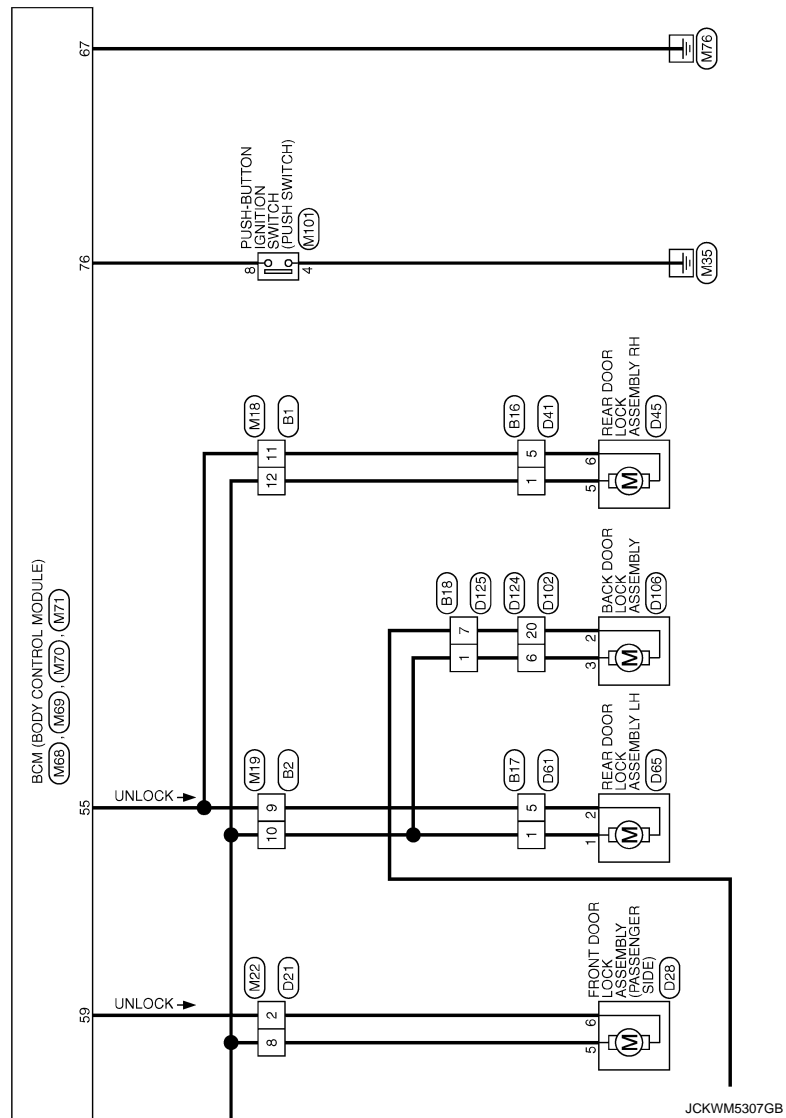 BCM (BODY CONTROL MODULE)
M68 , M69 , M70 , M71
59
UNLOCK
55
UNLOCK
76
67
M22
D21
8
2
5
6
FRONT DOOR
LOCK
ASSEMBLY
(PASSENGER
SIDE)
D28
M19
B2
10
9
B17
D61
1
5
1
2
REAR DOOR
LOCK
ASSEMBLY LH
D65
B18
D125
1
7
D124
D102
6
20
3
2
BACK DOOR
LOCK
ASSEMBLY
D106
M18
B1
12
11
B16
D41
1
5
5
6
REAR DOOR
LOCK
ASSEMBLY RH
D45
PUSH-BUTTON
IGNITION
SWITCH
(PUSH SWITCH)
M101
8
4
M35
M76
M
M
M
M
JCKWM5307GB